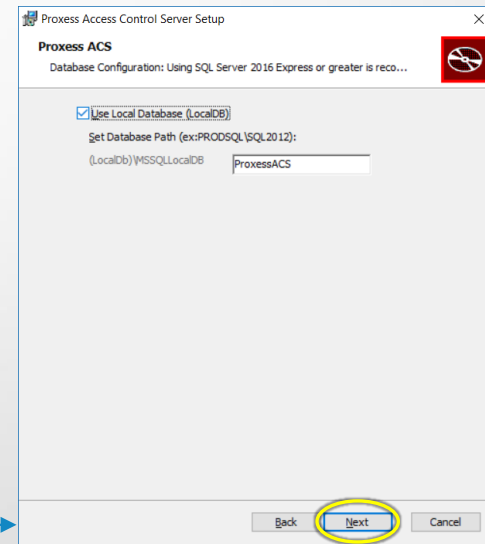 Proxess Access Control Server Setup
Proxess ACS
Database Configuration: Using SQL Server 2016 Express or greater is reco...
Use Local Database (LocalDB)
Set Database Path (ex:PRODSQL\SQL2012):
(LocalDb)\MSSQLLocalDB ProxessACS
Back Next Cancel